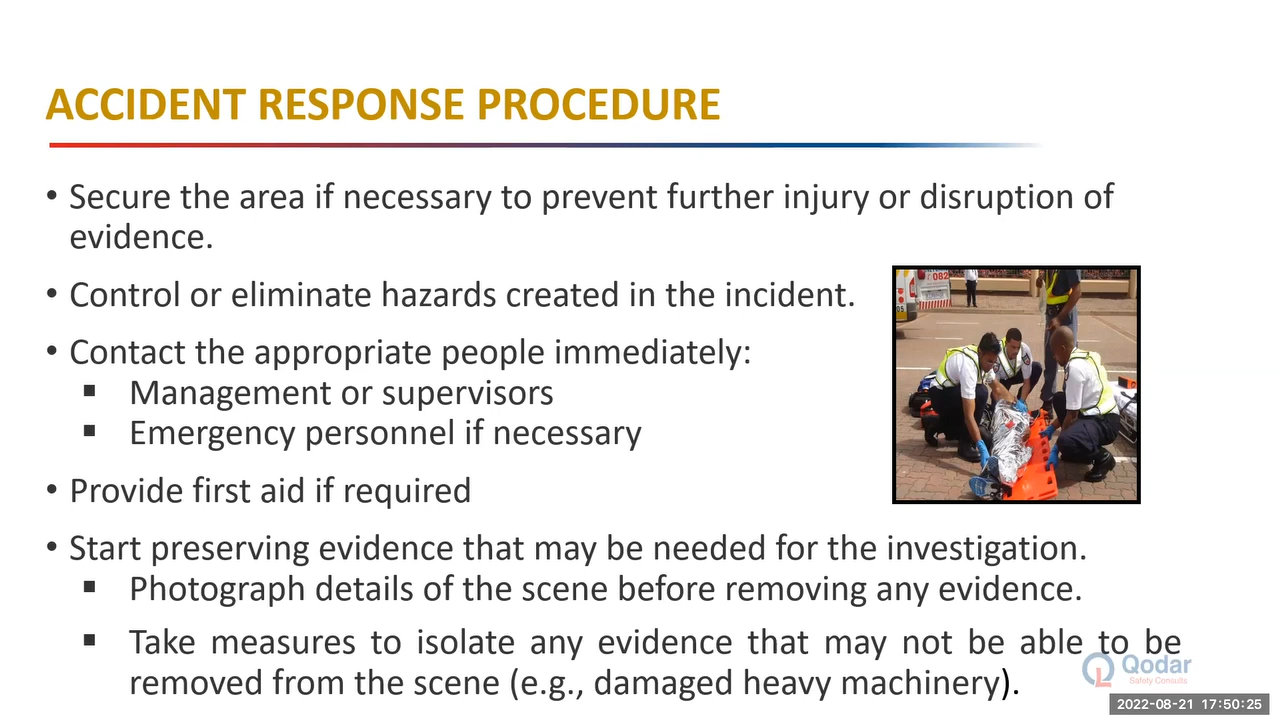 ACCIDENT RESPONSE PROCEDURE
• Secure the area if necessary to prevent further injury or disruption of
evidence.
• Control or eliminate hazards created in the incident.
• Contact the appropriate people immediately:
▪ Management or supervisors
▪ Emergency personnel if necessary
• Provide first aid if required
• Start preserving evidence that may be needed for the investigation.
▪ Photograph details of the scene before removing any evidence.
▪ Take measures to isolate any evidence that may not be able to be
removed from the scene (e.g., damaged heavy machinery).
082
05
Qodar
Safety Consults
2022-08-21 17:50:25